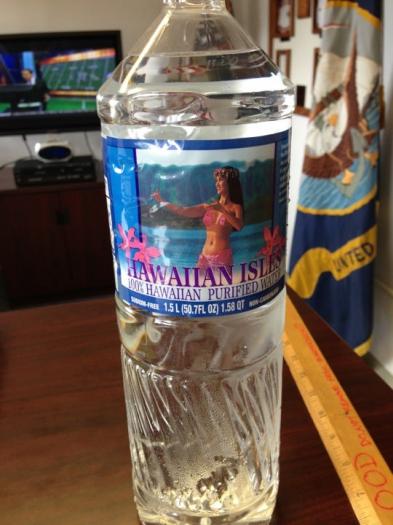 HAWAIIAN ISLES
100% HAWAIIAN PURIFIED WATER
SODIUM-FREE 1.5 L (50.7FL OZ) 1.58 QT NON-CARBONATED
UNITED
OOD